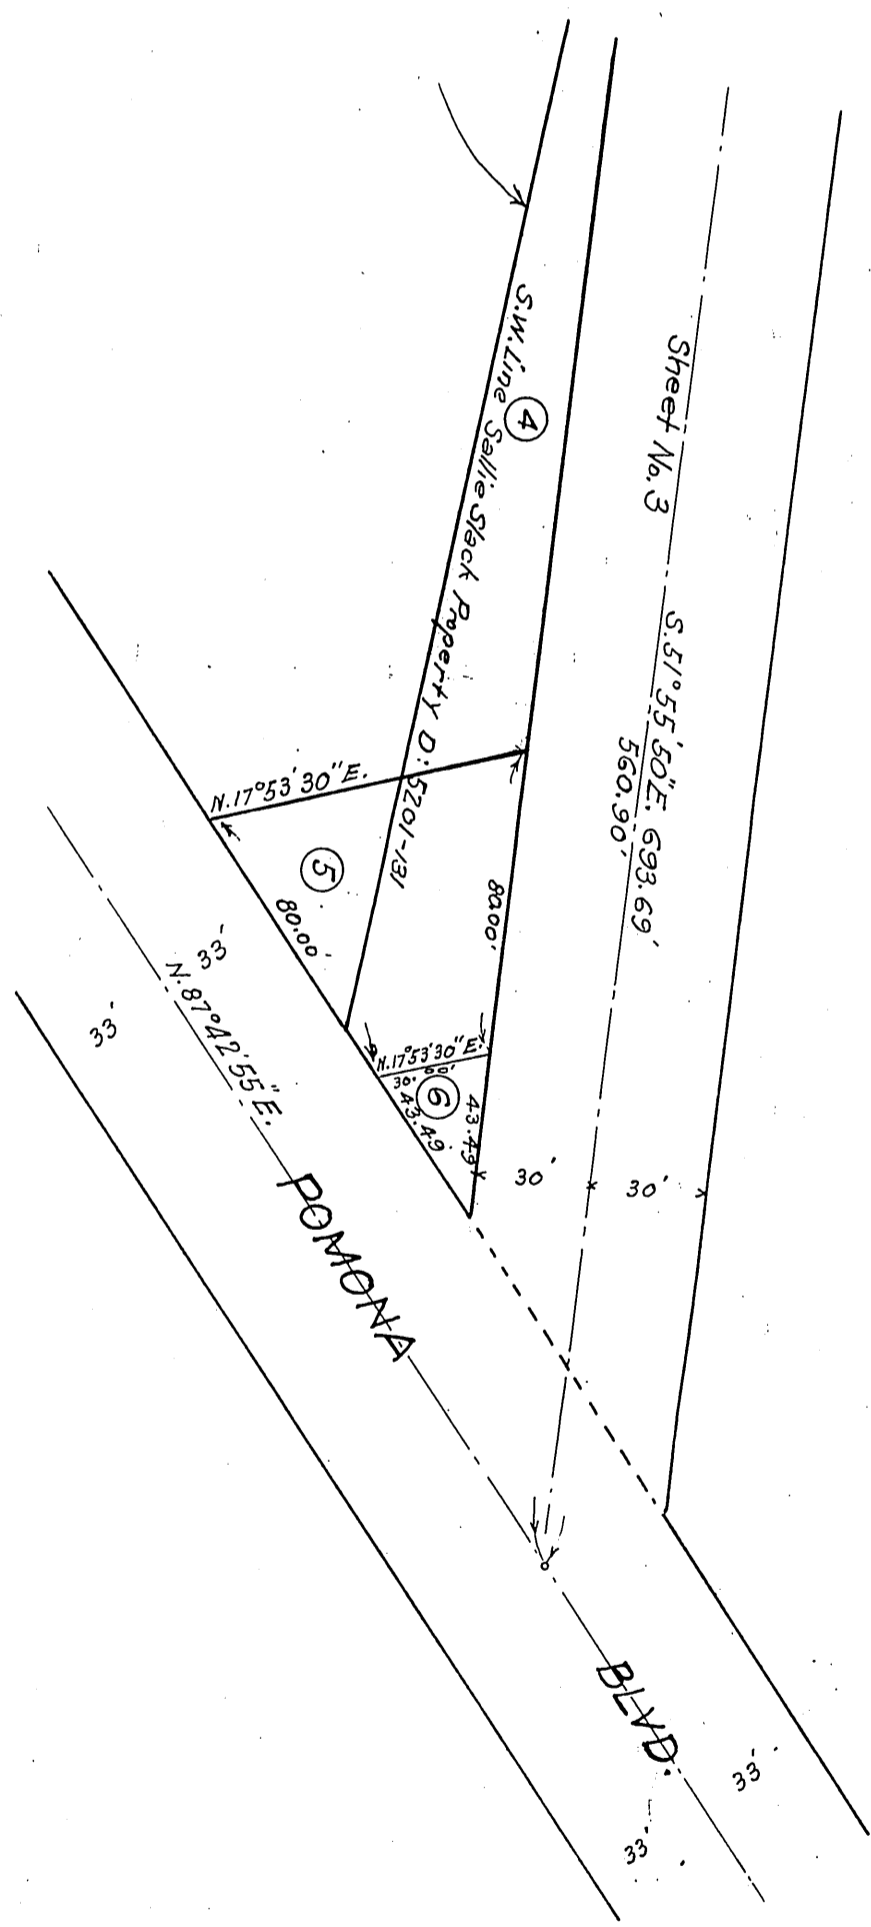 S.W. Line Sallie Slack Property D:5201-131
4
Sheet No. 3
S.51°55'50"E. 693.69'
560.90'
N.17°53'30"E.
5
80.00'
80.00'
33'
33'
N.87°42'55"E.
N.17°53'30"E.
30.00'
6
43.49'
43.49
30'
30'
POMONA
BLVD.
33'
33'